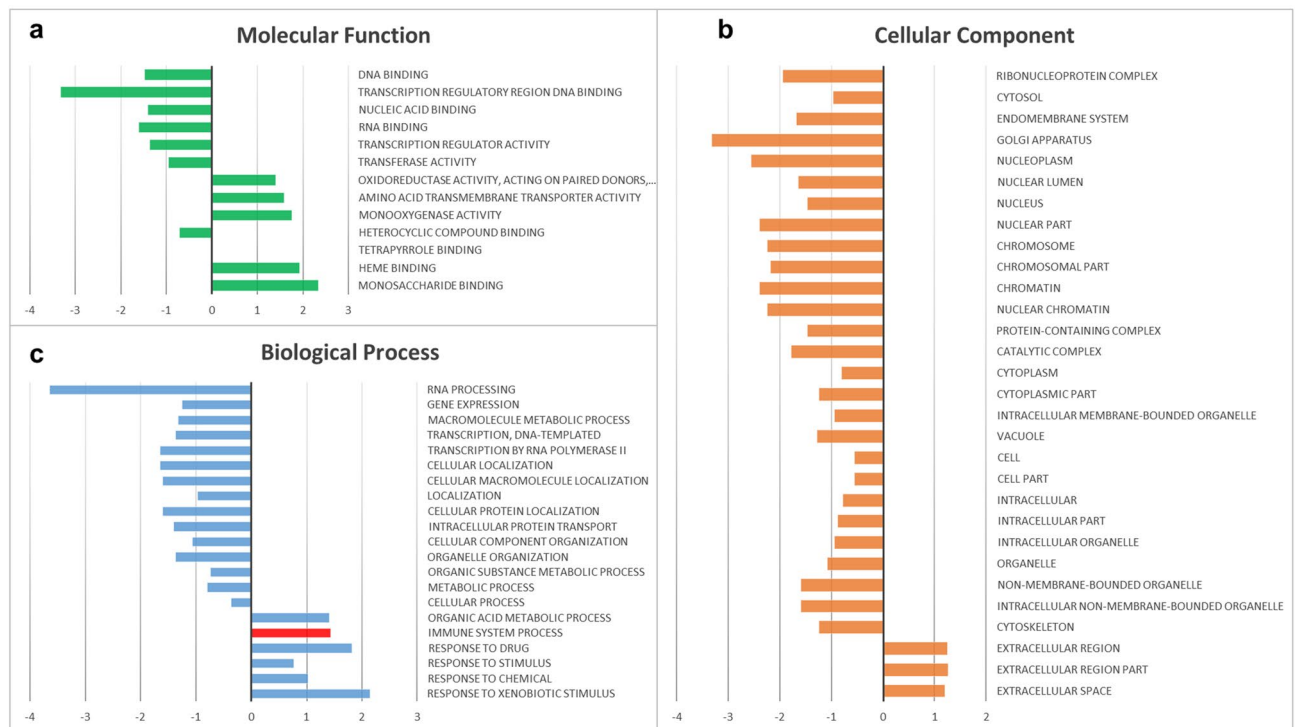 a
Molecular Function
DNA BINDING
TRANSCRIPTION REGULATORY REGION DNA BINDING
NUCLEIC ACID BINDING
RNA BINDING
TRANSCRIPTION REGULATOR ACTIVITY
TRANSFERASE ACTIVITY
OXIDOREDUCTASE ACTIVITY, ACTING ON PAIRED DONORS,...
AMINO ACID TRANSMEMBRANE TRANSPORTER ACTIVITY
MONOOXYGENASE ACTIVITY
HETEROCYCLIC COMPOUND BINDING
TETRAPYRROLE BINDING
HEME BINDING
MONOSACCHARIDE BINDING
-4 -3 -2 -1 0 1 2 3
b
Cellular Component
RIBONUCLEOPROTEIN COMPLEX
CYTOSOL
ENDOMEMBRANE SYSTEM
GOLGI APPARATUS
NUCLEOPLASM
NUCLEAR LUMEN
NUCLEUS
NUCLEAR PART
CHROMOSOME
CHROMOSOMAL PART
CHROMATIN
NUCLEAR CHROMATIN
PROTEIN-CONTAINING COMPLEX
CATALYTIC COMPLEX
CYTOPLASM
CYTOPLASMIC PART
INTRACELLULAR MEMBRANE-BOUNDED ORGANELLE
VACUOLE
CELL
CELL PART
INTRACELLULAR
INTRACELLULAR PART
INTRACELLULAR ORGANELLE
ORGANELLE
NON-MEMBRANE-BOUNDED ORGANELLE
INTRACELLULAR NON-MEMBRANE-BOUNDED ORGANELLE
CYTOSKELETON
EXTRACELLULAR REGION
EXTRACELLULAR REGION PART
EXTRACELLULAR SPACE
-4 -3 -2 -1 0 1 2
c
Biological Process
RNA PROCESSING
GENE EXPRESSION
MACROMOLECULE METABOLIC PROCESS
TRANSCRIPTION, DNA-TEMPLATED
TRANSCRIPTION BY RNA POLYMERASE II
CELLULAR LOCALIZATION
CELLULAR MACROMOLECULE LOCALIZATION
LOCALIZATION
CELLULAR PROTEIN LOCALIZATION
INTRACELLULAR PROTEIN TRANSPORT
CELLULAR COMPONENT ORGANIZATION
ORGANELLE ORGANIZATION
ORGANIC SUBSTANCE METABOLIC PROCESS
METABOLIC PROCESS
CELLULAR PROCESS
ORGANIC ACID METABOLIC PROCESS
IMMUNE SYSTEM PROCESS
RESPONSE TO DRUG
RESPONSE TO STIMULUS
RESPONSE TO CHEMICAL
RESPONSE TO XENOBIOTIC STIMULUS
-4 -3 -2 -1 0 1 2 3